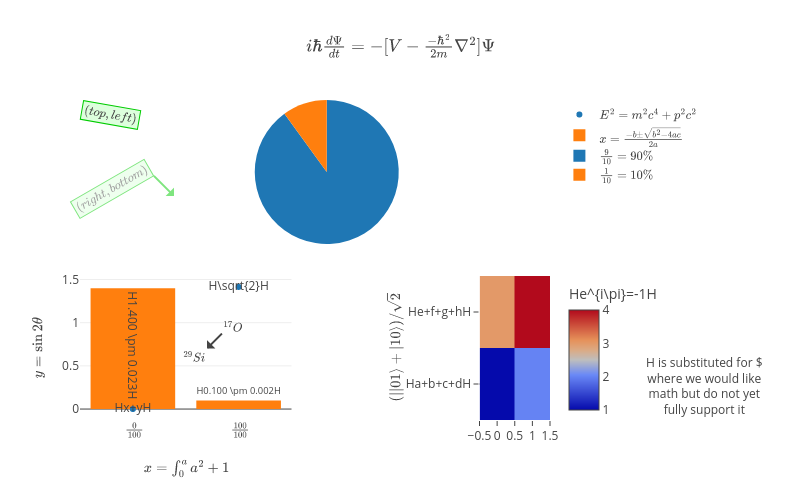 iħ dΨ/dt = −[V − −ħ²/2m ∇²]Ψ
(top, left)
(right, bottom)
E² = m²c⁴ + p²c²
x = −b±√b²−4ac / 2a
9/10 = 90%
1/10 = 10%
1.5
1
0.5
0
y = sin 2θ
H1.400 \pm 0.023H
Hx+yH
H\sqrt{2}H
¹⁷O
²⁹Si
H0.100 \pm 0.002H
0/100
100/100
x = ∫₀ᵃ a² + 1
(||01⟩ + |10⟩)/√2
He+f+g+hH
Ha+b+c+dH
−0.5 0 0.5 1 1.5
He^{i\pi}=-1H
4
3
2
1
H is substituted for $
where we would like
math but do not yet
fully support it